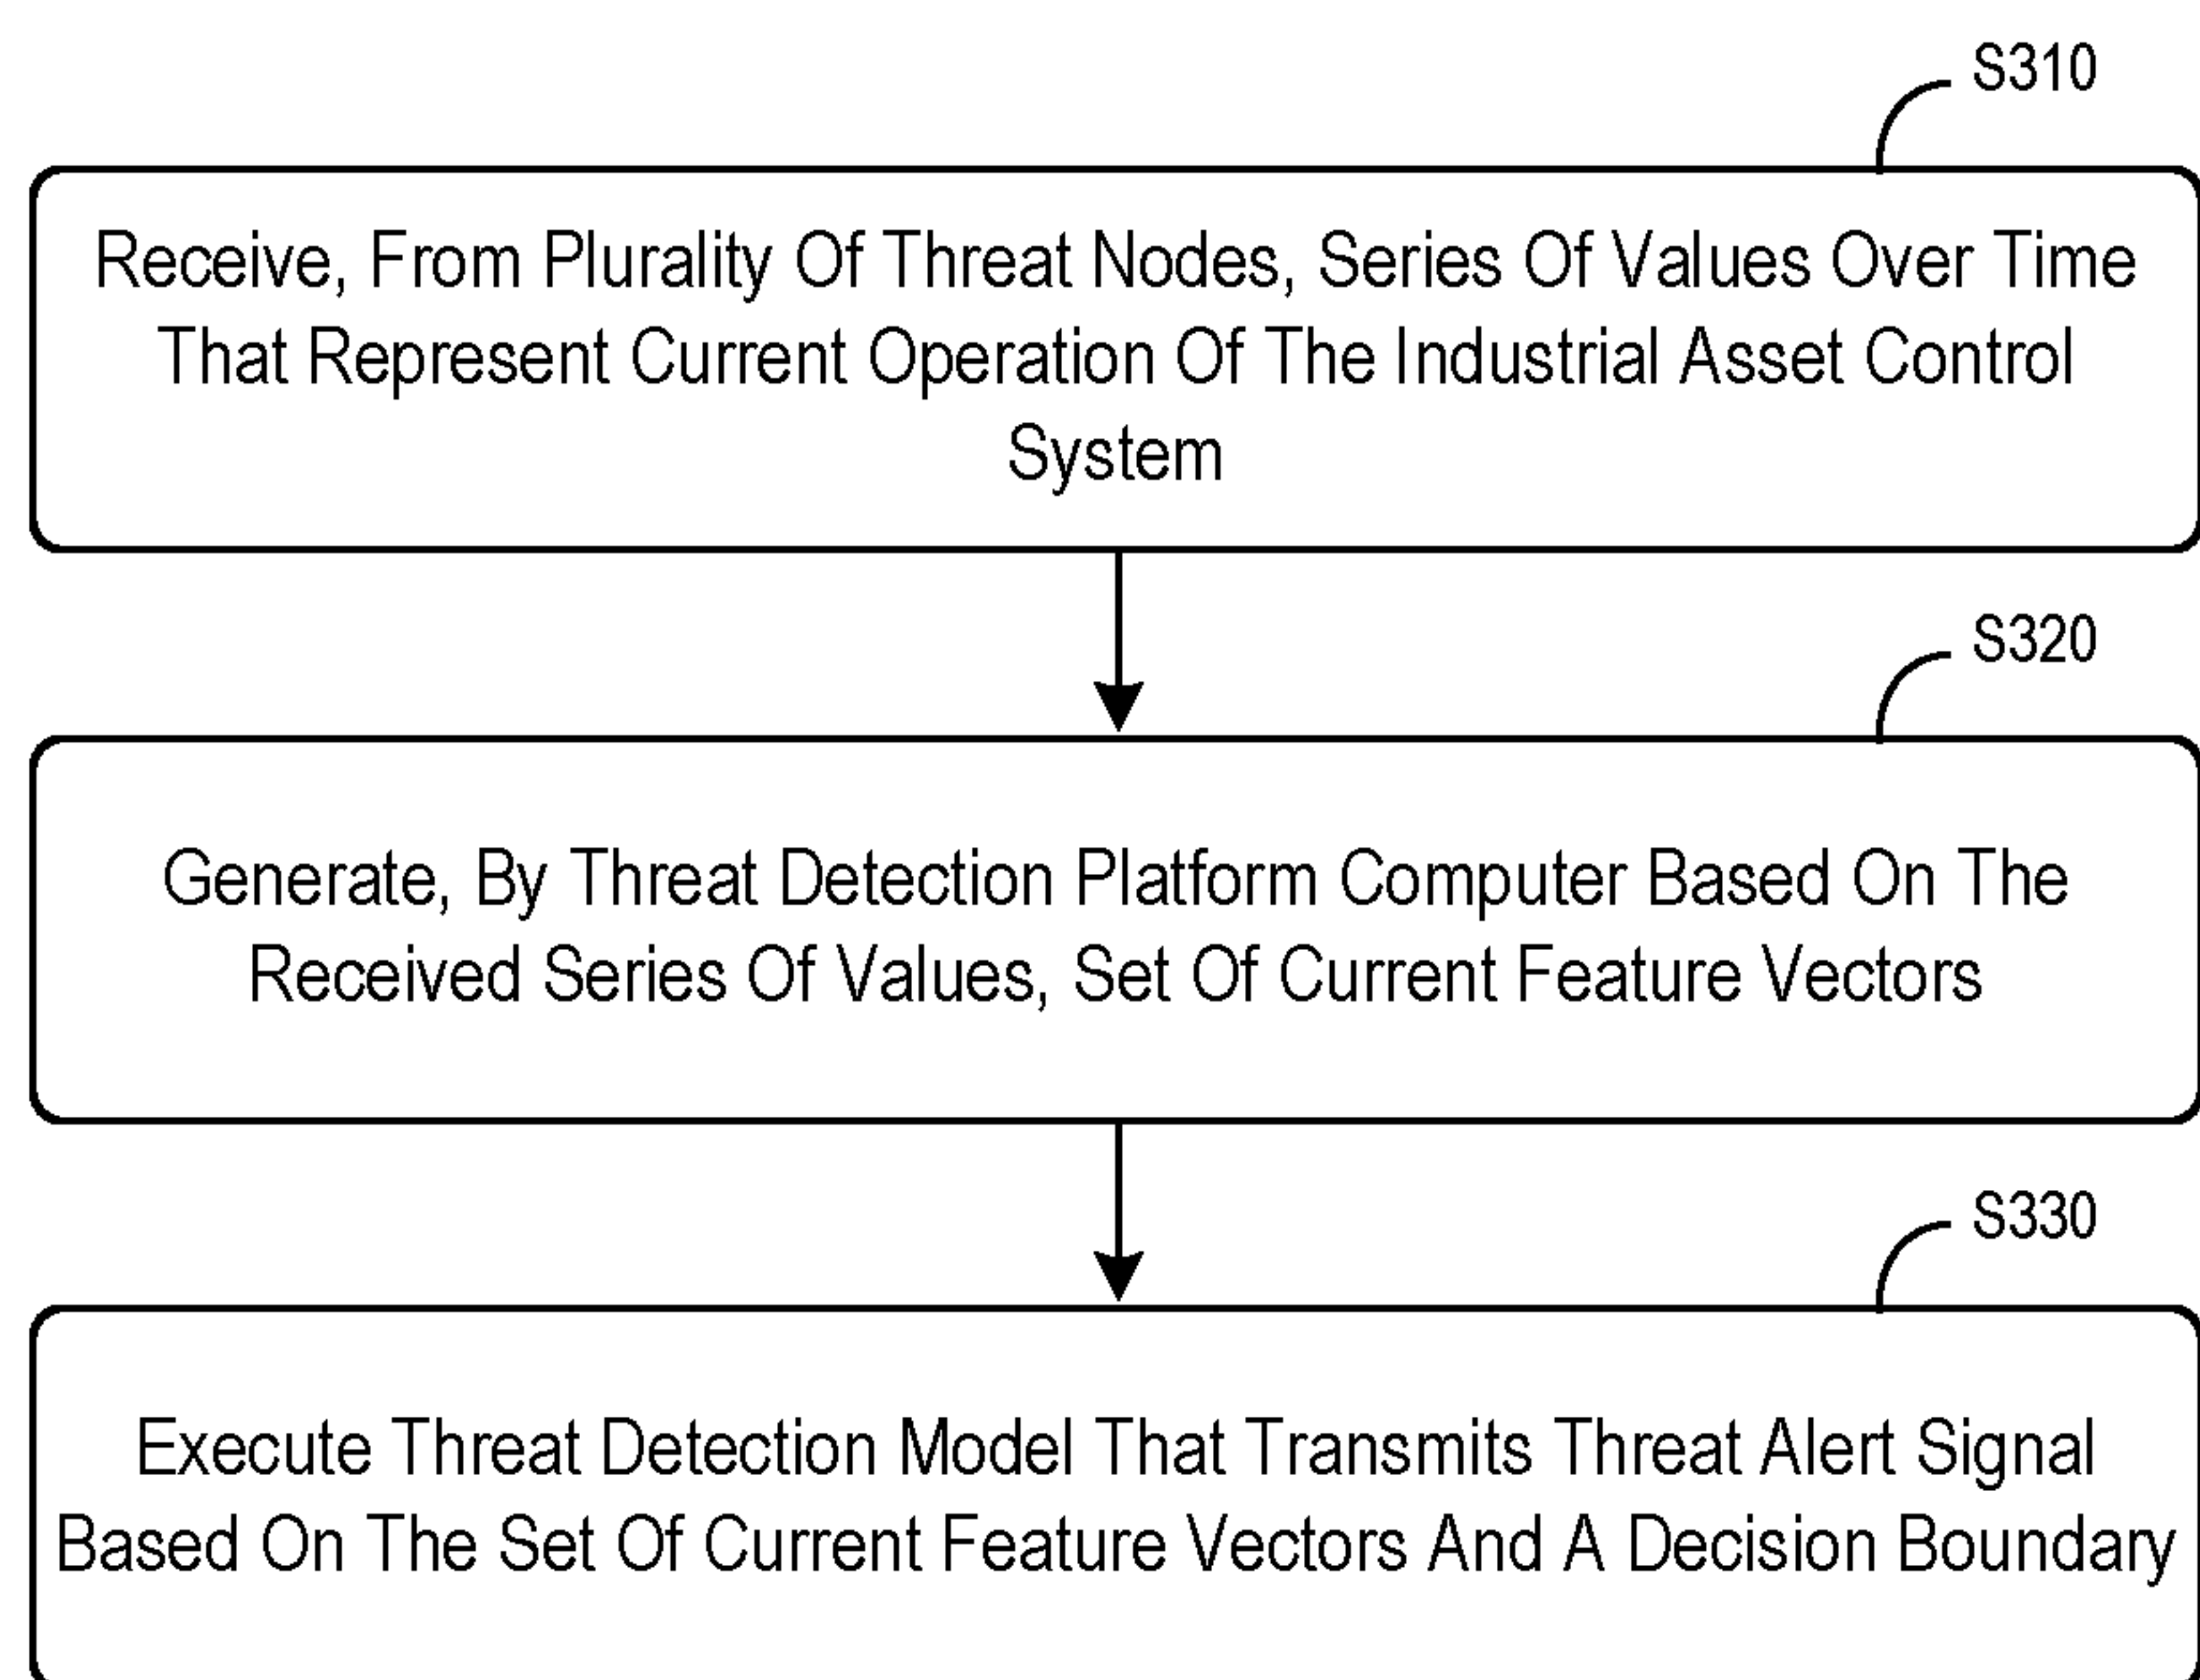 S310
Receive, From Plurality Of Threat Nodes, Series Of Values Over Time
That Represent Current Operation Of The Industrial Asset Control
System
S320
Generate, By Threat Detection Platform Computer Based On The
Received Series Of Values, Set Of Current Feature Vectors
S330
Execute Threat Detection Model That Transmits Threat Alert Signal
Based On The Set Of Current Feature Vectors And A Decision Boundary